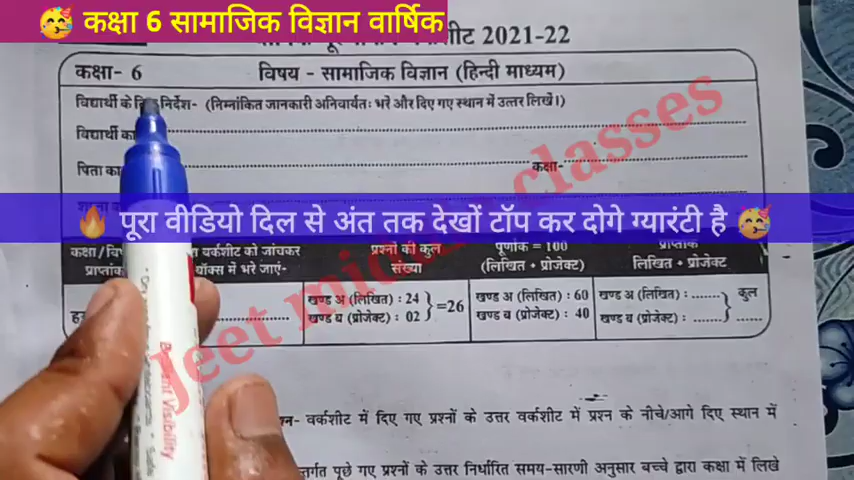 🥳 कक्षा 6 सामाजिक विज्ञान वार्षिक
शीट 2021-22
कक्षा- 6 विषय - सामाजिक विज्ञान (हिन्दी माध्यम)
विद्यार्थी के निर्देश- (निम्नांकित जानकारी अनिवार्यतः भरे और दिए गए स्थान में उत्तर लिखें।)
विद्यार्थी का
पिता का कक्षा-
🔥 पूरा वीडियो दिल से अंत तक देखों टॉप कर दोगे ग्यारंटी है 🥳
कक्षा/ वर्कशीट को जांचकर प्रश्नों की कुल पूर्णांक = 100 प्राप्तांक
प्राप्तांक बॉक्स में भरे जाएं- संख्या (लिखित + प्रोजेक्ट) लिखित + प्रोजेक्ट
खण्ड अ (लिखित) : 24 खण्ड अ (लिखित) : 60 खण्ड अ (लिखित) : ....... कुल
=26
खण्ड ब (प्रोजेक्ट) : 02 खण्ड ब (प्रोजेक्ट) : 40 खण्ड ब (प्रोजेक्ट) : ....... ......
Jeet classes
वर्कशीट में दिए गए प्रश्नों के उत्तर वर्कशीट में प्रश्न के नीचे/आगे दिए स्थान में
पूछे गए प्रश्नों के उत्तर निर्धारित समय-सारणी अनुसार बच्चे द्वारा कक्षा में लिखे
Permanent Visibility